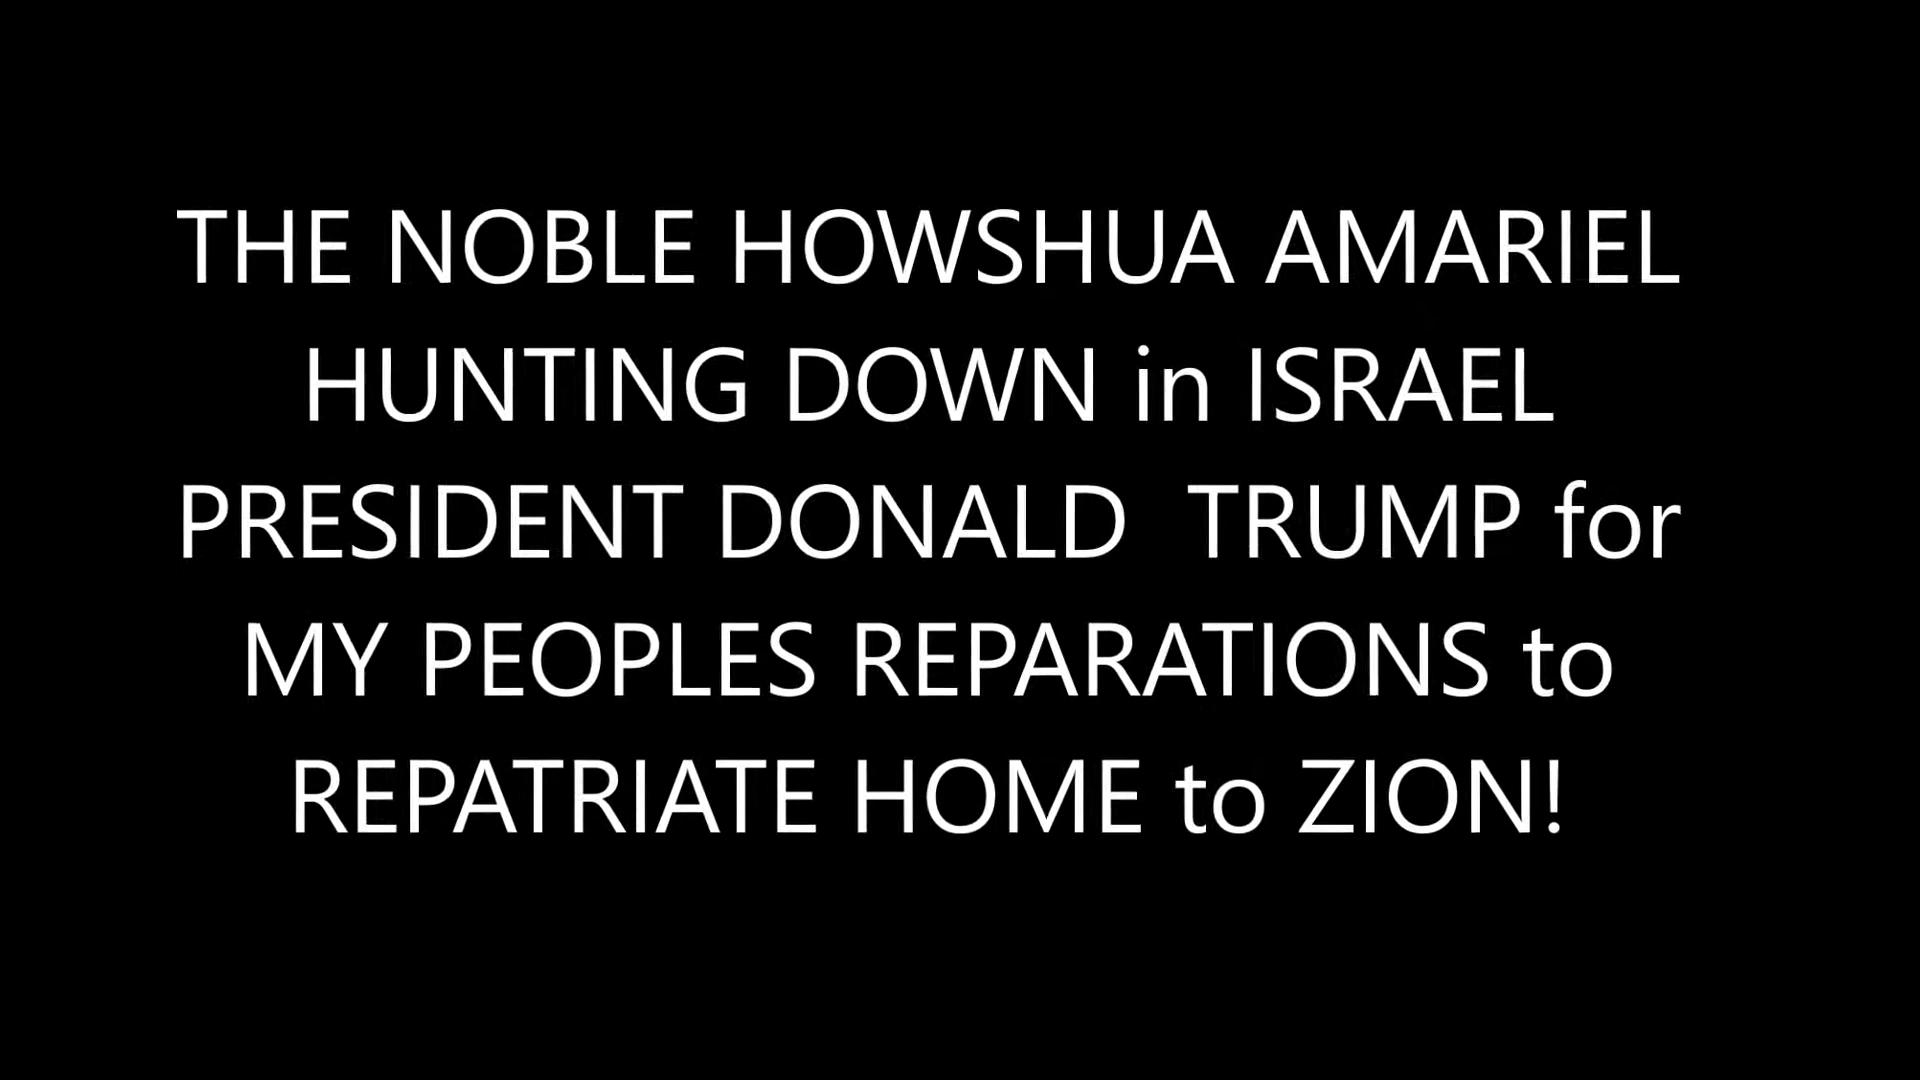 THE NOBLE HOWSHUA AMARIEL
HUNTING DOWN in ISRAEL
PRESIDENT DONALD  TRUMP for
MY PEOPLES REPARATIONS to
REPATRIATE HOME to ZION!